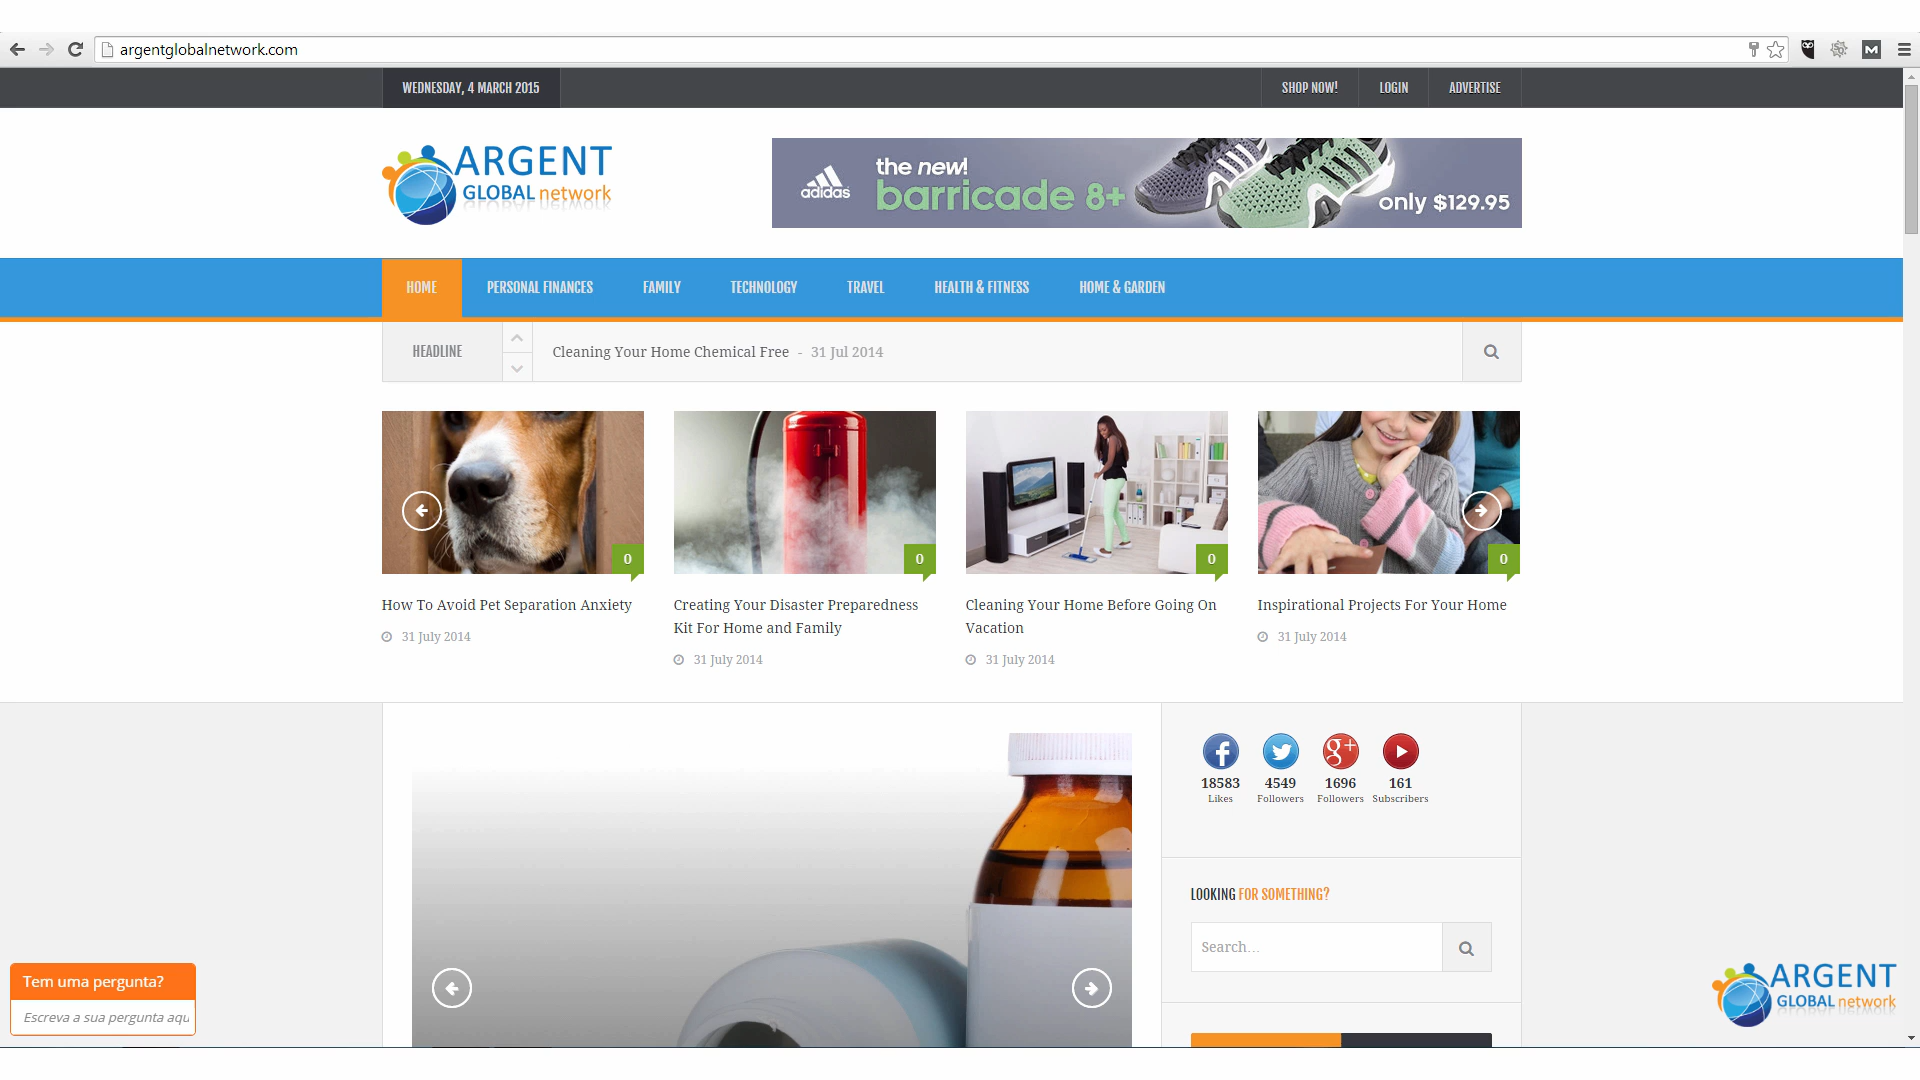 argentglobalnetwork.com
WEDNESDAY, 4 MARCH 2015
SHOP NOW!
LOGIN
ADVERTISE
ARGENT
GLOBAL network
adidas
the new!
barricade 8+
only $129.95
HOME
PERSONAL FINANCES
FAMILY
TECHNOLOGY
TRAVEL
HEALTH & FITNESS
HOME & GARDEN
HEADLINE
Cleaning Your Home Chemical Free - 31 Jul 2014
0
0
0
0
How To Avoid Pet Separation Anxiety
31 July 2014
Creating Your Disaster Preparedness
Kit For Home and Family
31 July 2014
Cleaning Your Home Before Going On
Vacation
31 July 2014
Inspirational Projects For Your Home
31 July 2014
18583
Likes
4549
Followers
1696
Followers
161
Subscribers
LOOKING FOR SOMETHING?
Search...
Tem uma pergunta?
Escreva a sua pergunta aqu
ARGENT
GLOBAL network